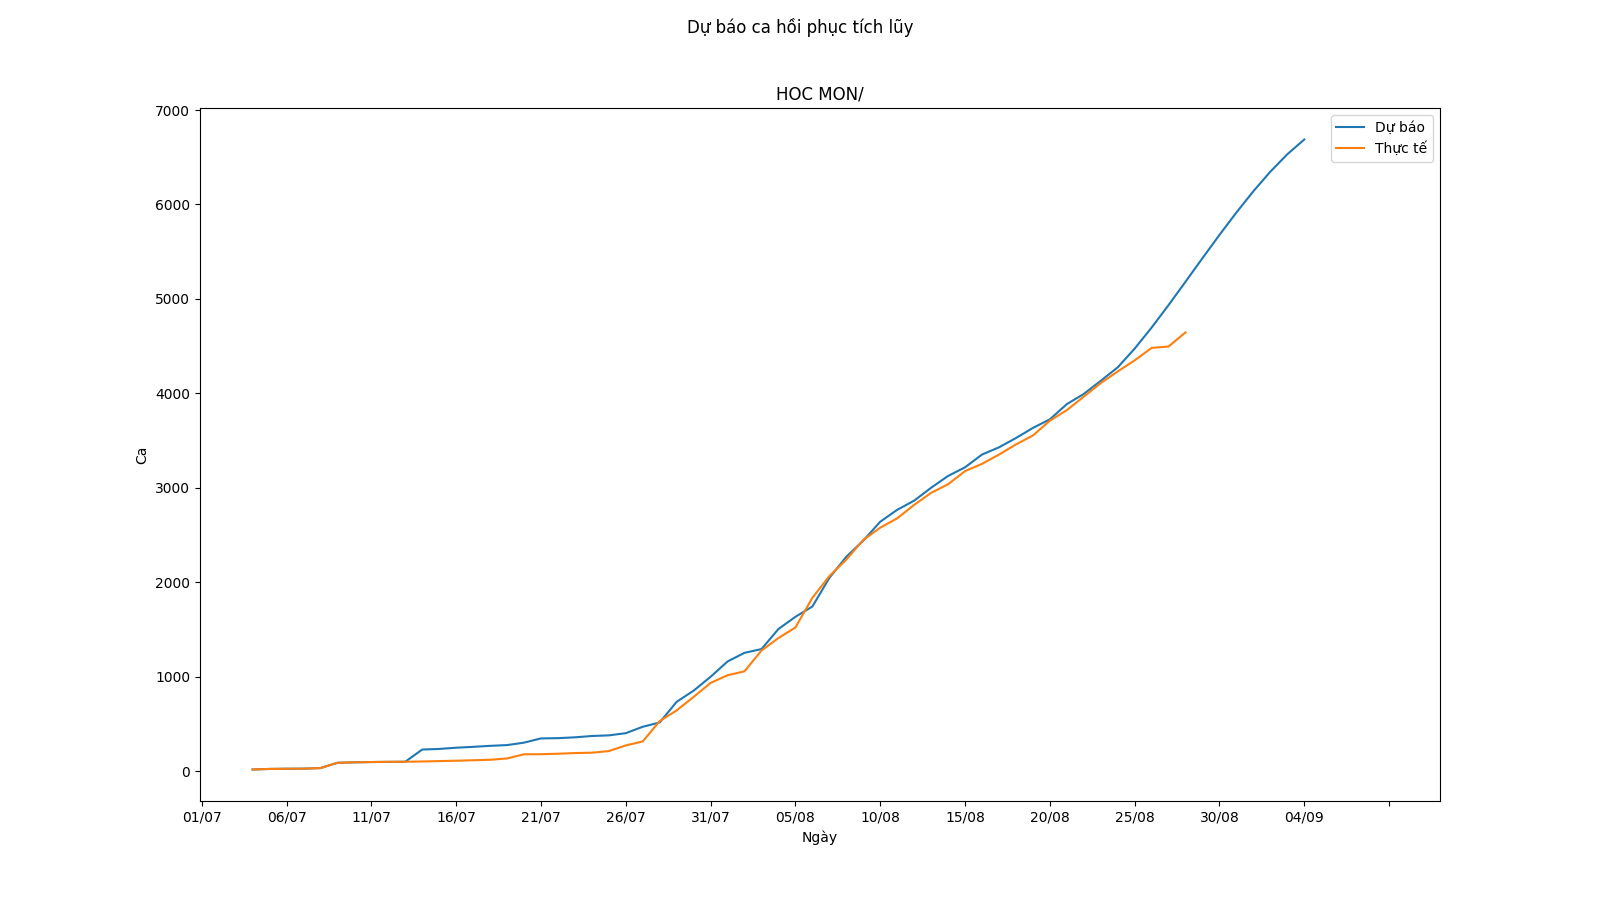 Dự báo ca hồi phục tích lũy
HOC MON/
Dự báo
Thực tế
7000
6000
5000
4000
3000
2000
1000
0
Ca
01/07 06/07 11/07 16/07 21/07 26/07 31/07 05/08 10/08 15/08 20/08 25/08 30/08 04/09
Ngày